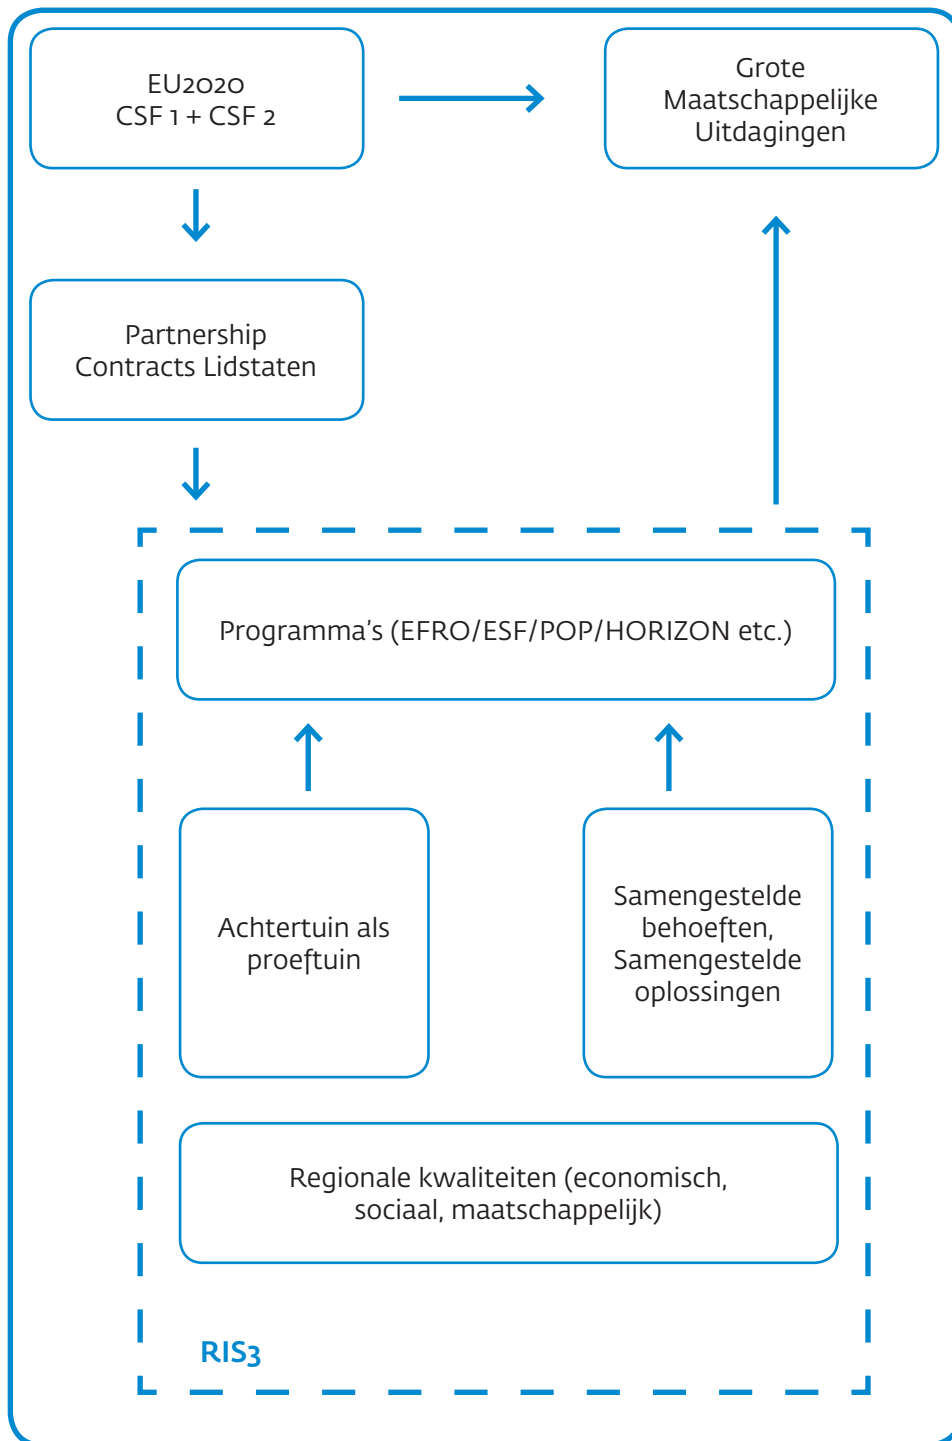 EU2020
CSF 1 + CSF 2
Grote
Maatschappelijke
Uitdagingen
Partnership
Contracts Lidstaten
Programma's (EFRO/ESF/POP/HORIZON etc.)
Achtertuin als
proeftuin
Samengestelde
behoeften,
Samengestelde
oplossingen
Regionale kwaliteiten (economisch,
sociaal, maatschappelijk)
RIS3